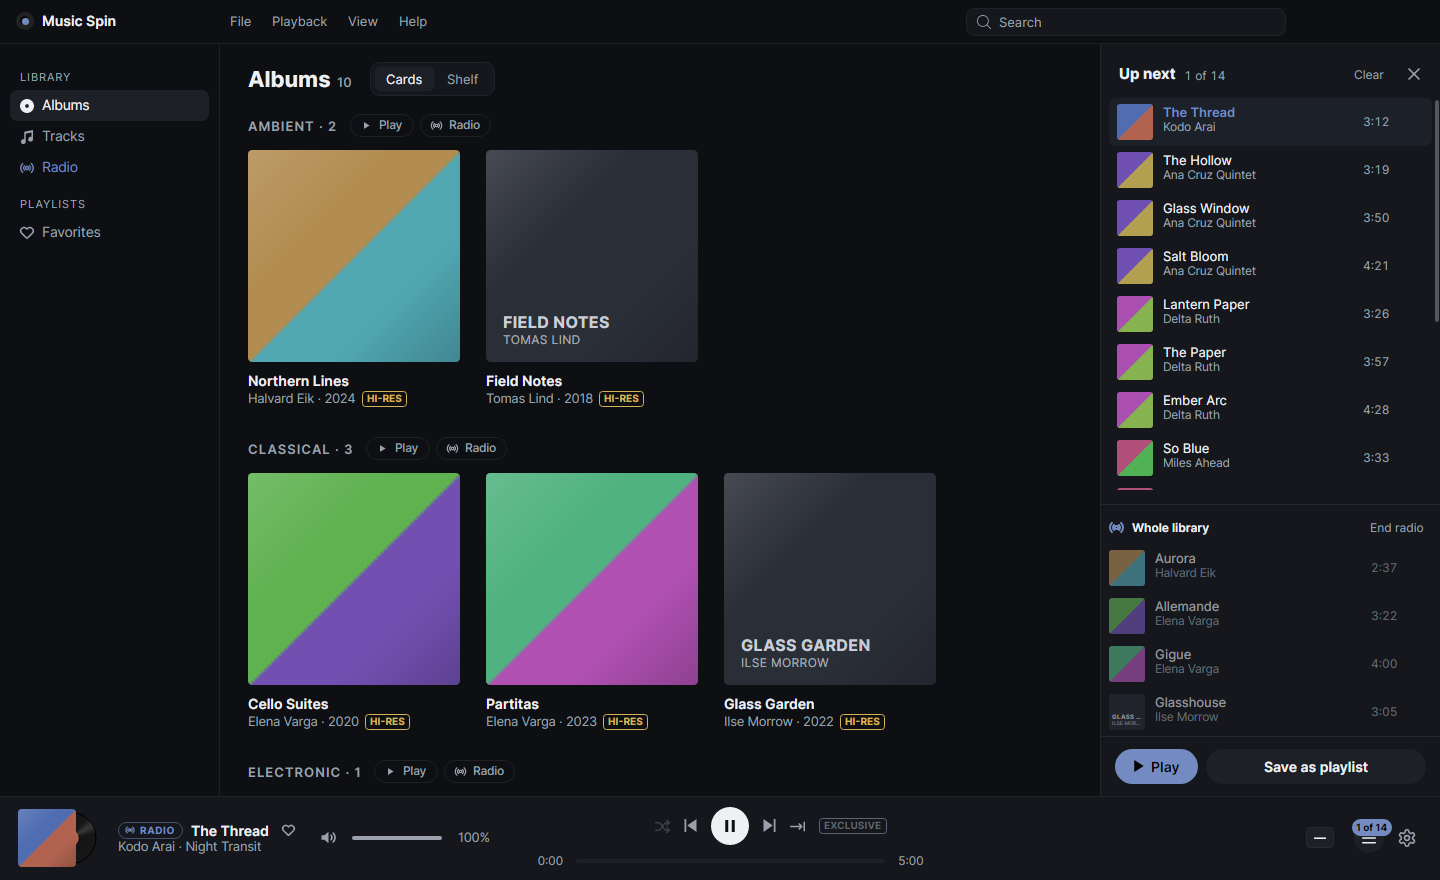 Music Spin
File Playback View Help
Search
LIBRARY
Albums
Tracks
Radio
PLAYLISTS
Favorites
Albums 10 Cards Shelf
AMBIENT · 2 Play Radio
FIELD NOTES
TOMAS LIND
Northern Lines
Halvard Eik · 2024 HI-RES
Field Notes
Tomas Lind · 2018 HI-RES
CLASSICAL · 3 Play Radio
GLASS GARDEN
ILSE MORROW
Cello Suites
Elena Varga · 2020 HI-RES
Partitas
Elena Varga · 2023 HI-RES
Glass Garden
Ilse Morrow · 2022 HI-RES
ELECTRONIC · 1 Play Radio
Up next 1 of 14 Clear
The Thread
Kodo Arai
3:12
The Hollow
Ana Cruz Quintet
3:19
Glass Window
Ana Cruz Quintet
3:50
Salt Bloom
Ana Cruz Quintet
4:21
Lantern Paper
Delta Ruth
3:26
The Paper
Delta Ruth
3:57
Ember Arc
Delta Ruth
4:28
So Blue
Miles Ahead
3:33
Whole library End radio
Aurora
Halvard Eik
2:37
Allemande
Elena Varga
3:22
Gigue
Elena Varga
4:00
GLASS ...
ILSE MOR...
Glasshouse
Ilse Morrow
3:05
Play Save as playlist
RADIO The Thread
Kodo Arai · Night Transit
100%
EXCLUSIVE
0:00 5:00
1 of 14